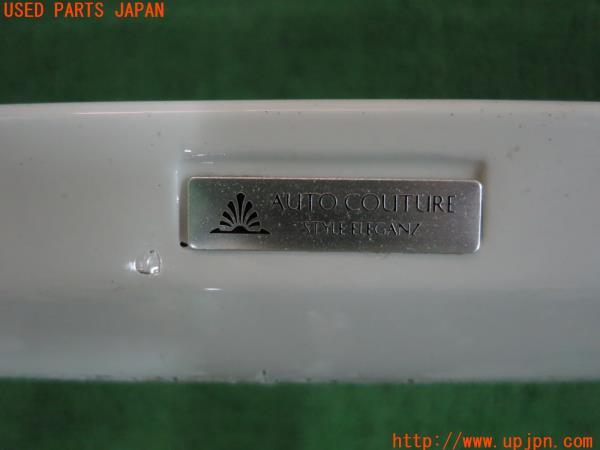 USED PARTS JAPAN
AUTO COUTURE
STYLE ELEGANZ
http://www.upjpn.com